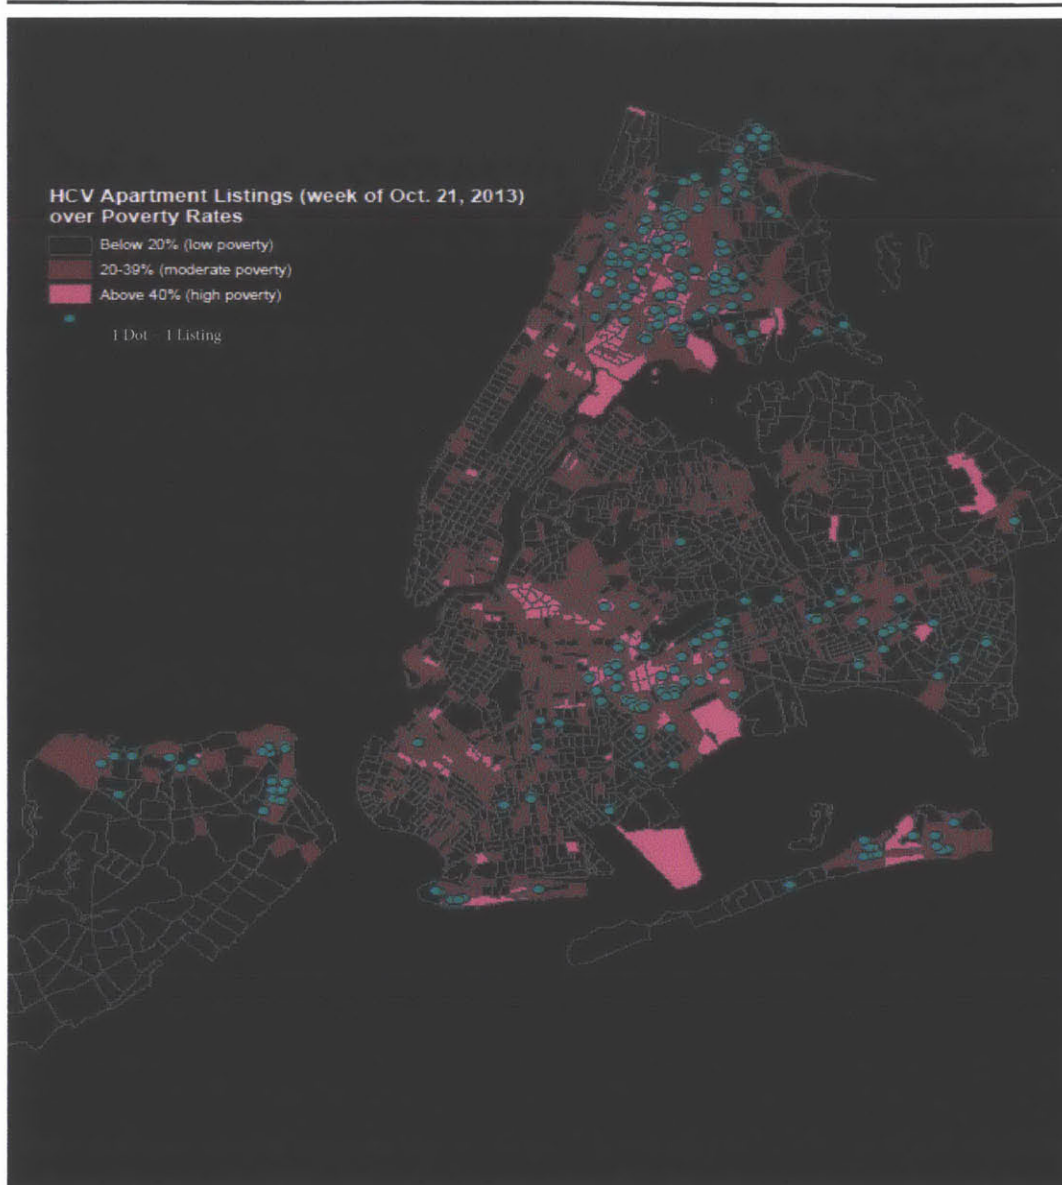 HCV Apartment Listings (week of Oct. 21, 2013)
over Poverty Rates
Below 20% (low poverty)
20-39% (moderate poverty)
Above 40% (high poverty)
1 Dot 1 Listing